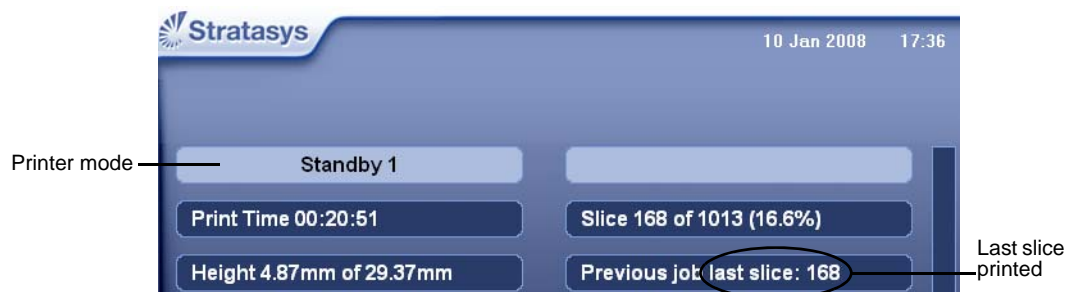 Stratasys
10 Jan 2008 17:36
Printer mode
Standby 1
Print Time 00:20:51
Slice 168 of 1013 (16.6%)
Height 4.87mm of 29.37mm
Previous job last slice: 168
Last slice
printed